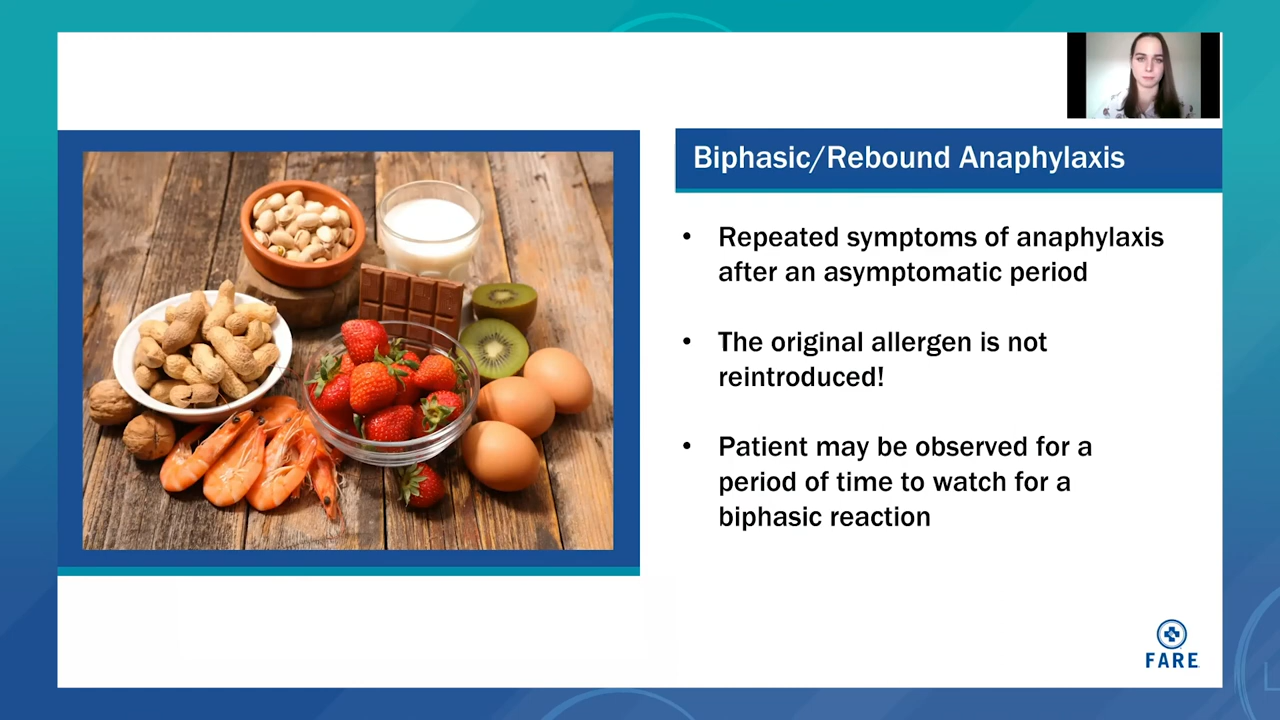 Biphasic/Rebound Anaphylaxis
• Repeated symptoms of anaphylaxis
after an asymptomatic period
• The original allergen is not
reintroduced!
• Patient may be observed for a
period of time to watch for a
biphasic reaction
FARE